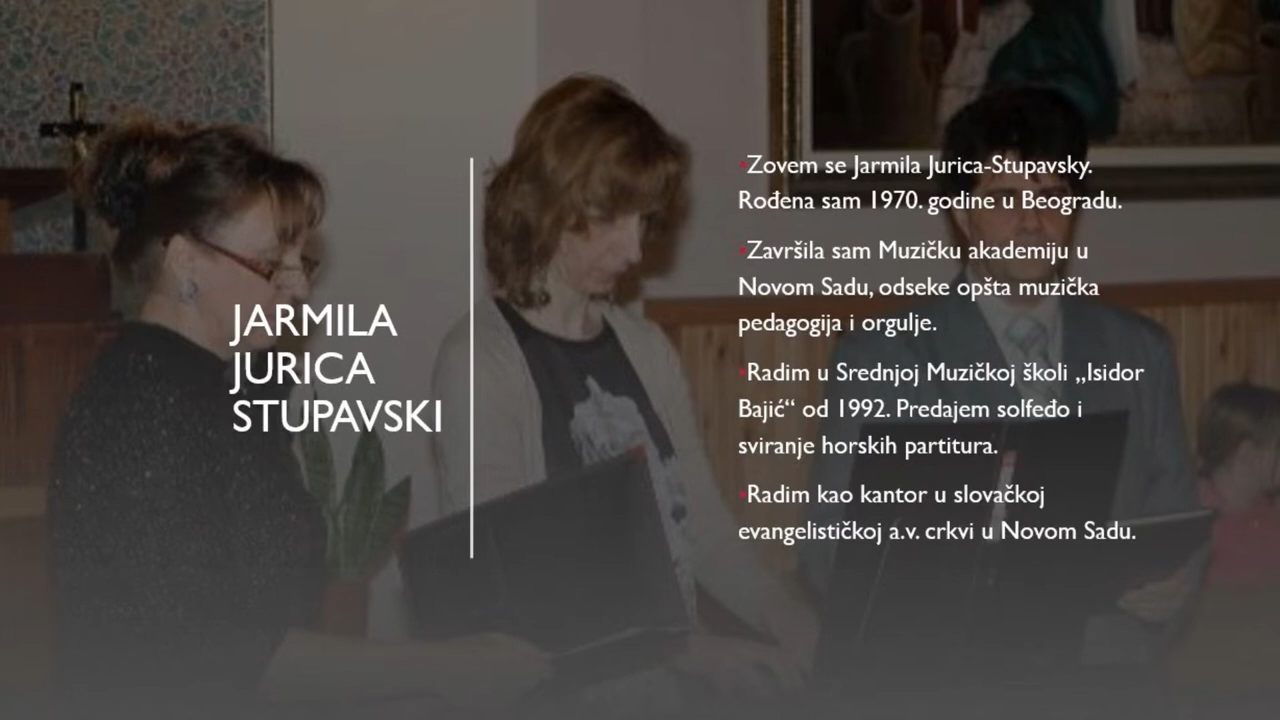 JARMILA
JURICA
STUPAVSKI
•Zovem se Jarmila Jurica-Stupavsky.
Rođena sam 1970. godine u Beogradu.
•Završila sam Muzičku akademiju u
Novom Sadu, odseke opšta muzička
pedagogija i orgulje.
•Radim u Srednjoj Muzičkoj školi „Isidor
Bajić“ od 1992. Predajem solfeđo i
sviranje horskih partitura.
•Radim kao kantor u slovačkoj
evangelističkoj a.v. crkvi u Novom Sadu.